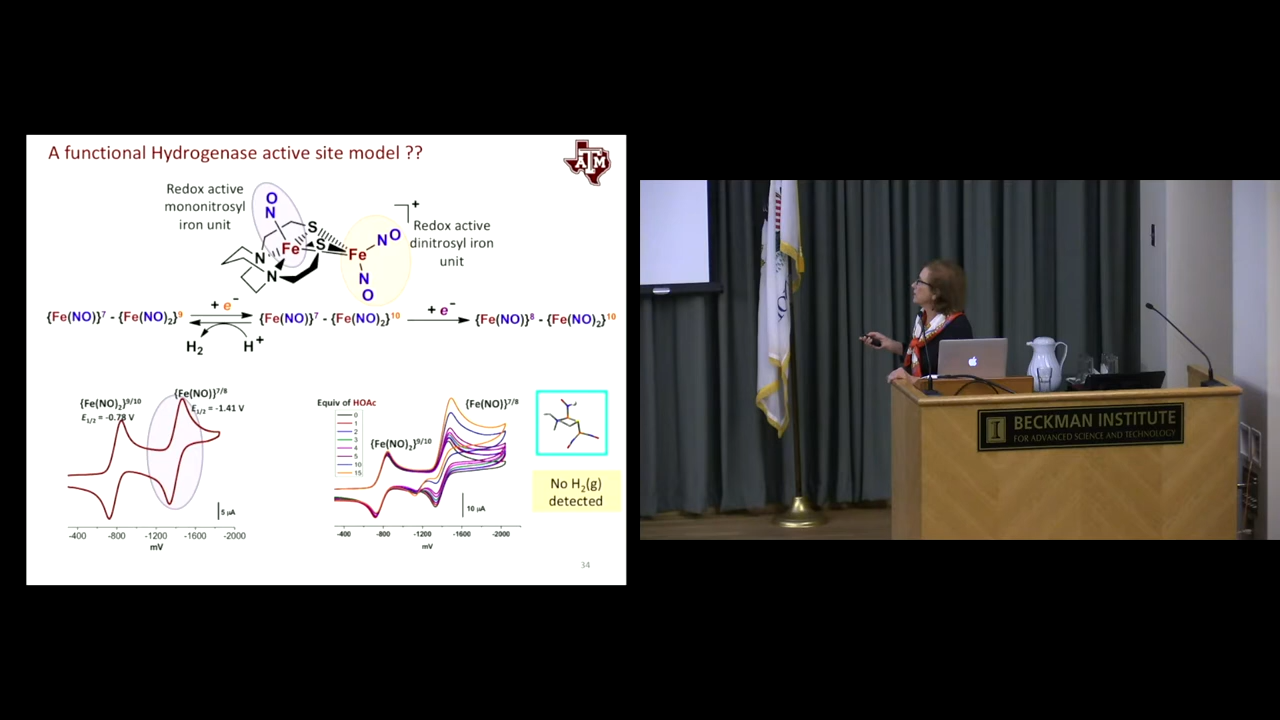 A functional Hydrogenase active site model ??
A T M
Redox active
mononitrosyl
iron unit
O
N
S
S
Fe
Fe
N
N
NO
N
O
+
Redox active
dinitrosyl iron
unit
{Fe(NO)}⁷ - {Fe(NO)₂}⁹
+ e⁻
H₂
H⁺
{Fe(NO)}⁷ - {Fe(NO)₂}¹⁰
+ e⁻
{Fe(NO)}⁸ - {Fe(NO)₂}¹⁰
{Fe(NO)₂}⁹/¹⁰
E₁/₂ = -0.78 V
{Fe(NO)}⁷/⁸
E₁/₂ = -1.41 V
5 µA
-400 -800 -1200 -1600 -2000
mV
Equiv of HOAc
0
1
2
3
4
5
10
15
{Fe(NO)₂}⁹/¹⁰
{Fe(NO)}⁷/⁸
10 µA
-400 -800 -1200 -1600 -2000
mV
No H₂(g)
detected
34
I
BECKMAN INSTITUTE
FOR ADVANCED SCIENCE AND TECHNOLOGY